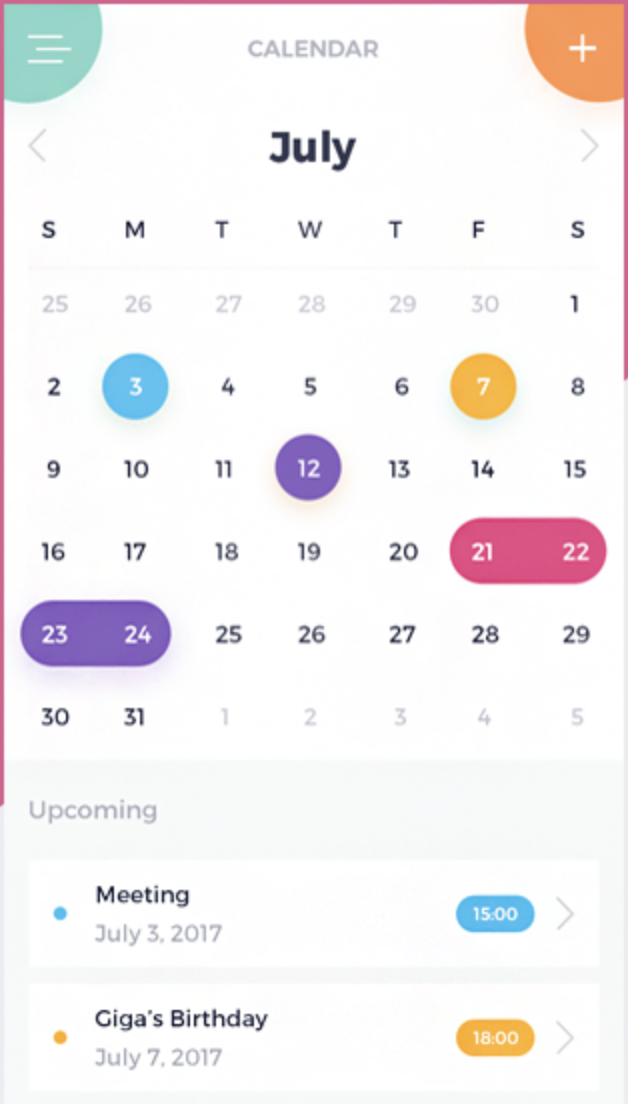 CALENDAR
July
S M T W T F S
25 26 27 28 29 30 1
2 3 4 5 6 7 8
9 10 11 12 13 14 15
16 17 18 19 20 21 22
23 24 25 26 27 28 29
30 31 1 2 3 4 5
Upcoming
Meeting
July 3, 2017
15:00
Giga's Birthday
July 7, 2017
18:00